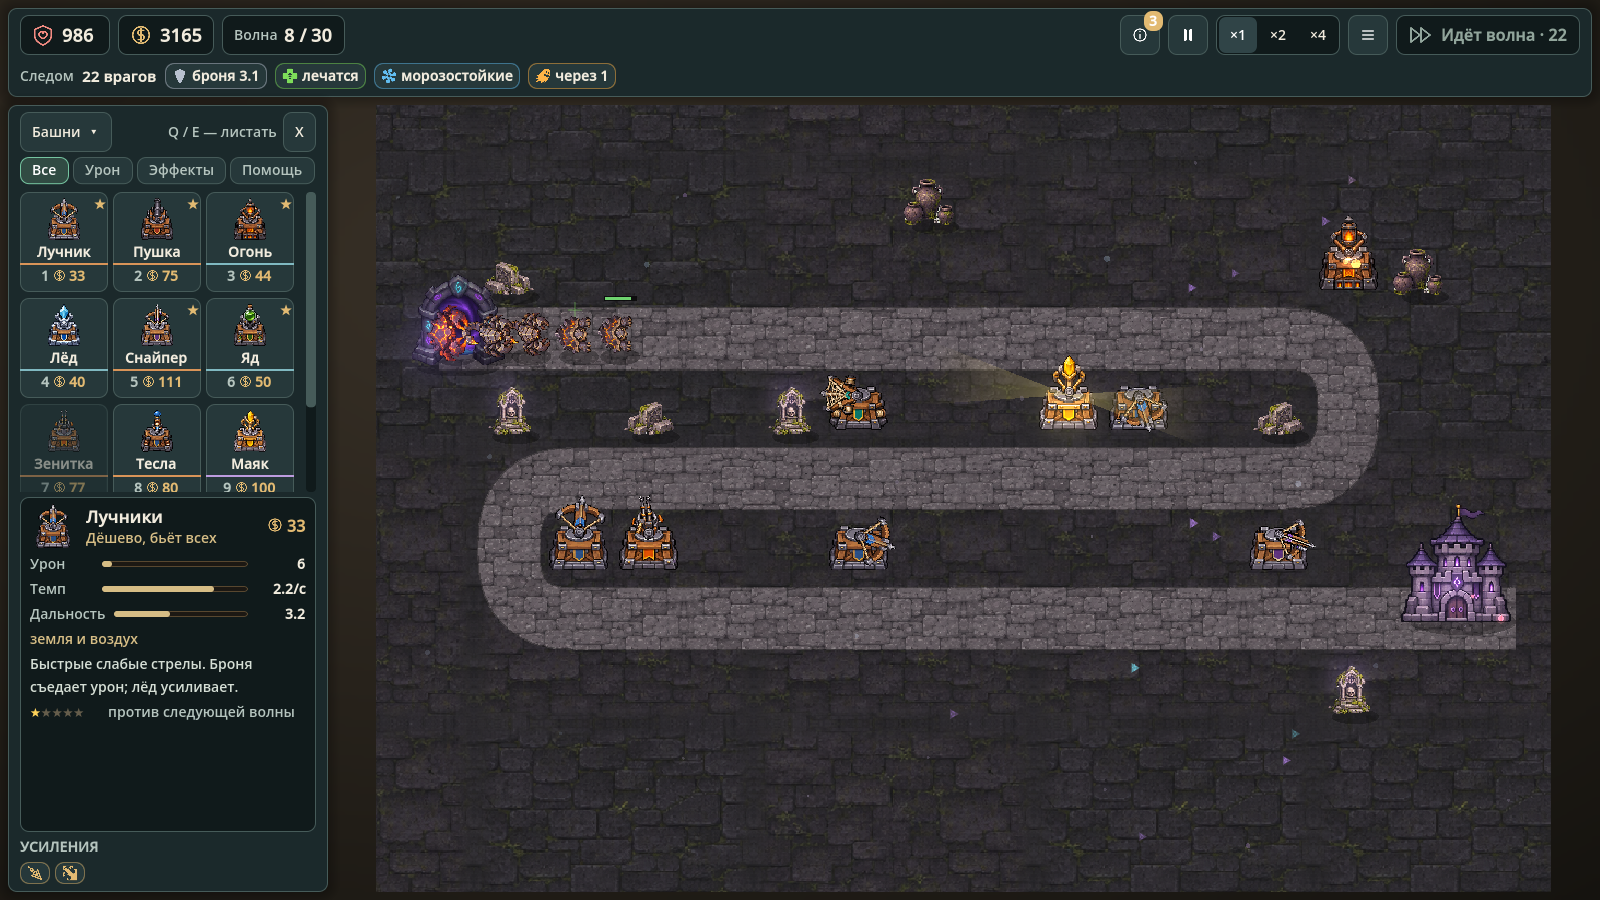 986
3165
Волна 8 / 30
3
×1
×2
×4
Идёт волна · 22
Следом 22 врагов
броня 3.1
лечатся
морозостойкие
через 1
Башни
Q / E — листать
X
Все
Урон
Эффекты
Помощь
Лучник
Пушка
Огонь
1 33
2 75
3 44
Лёд
Снайпер
Яд
4 40
5 111
6 50
Зенитка
Тесла
Маяк
7 77
8 80
9 100
Лучники
33
Дёшево, бьёт всех
Урон 6
Темп 2.2/с
Дальность 3.2
земля и воздух
Быстрые слабые стрелы. Броня
съедает урон; лёд усиливает.
против следующей волны
УСИЛЕНИЯ